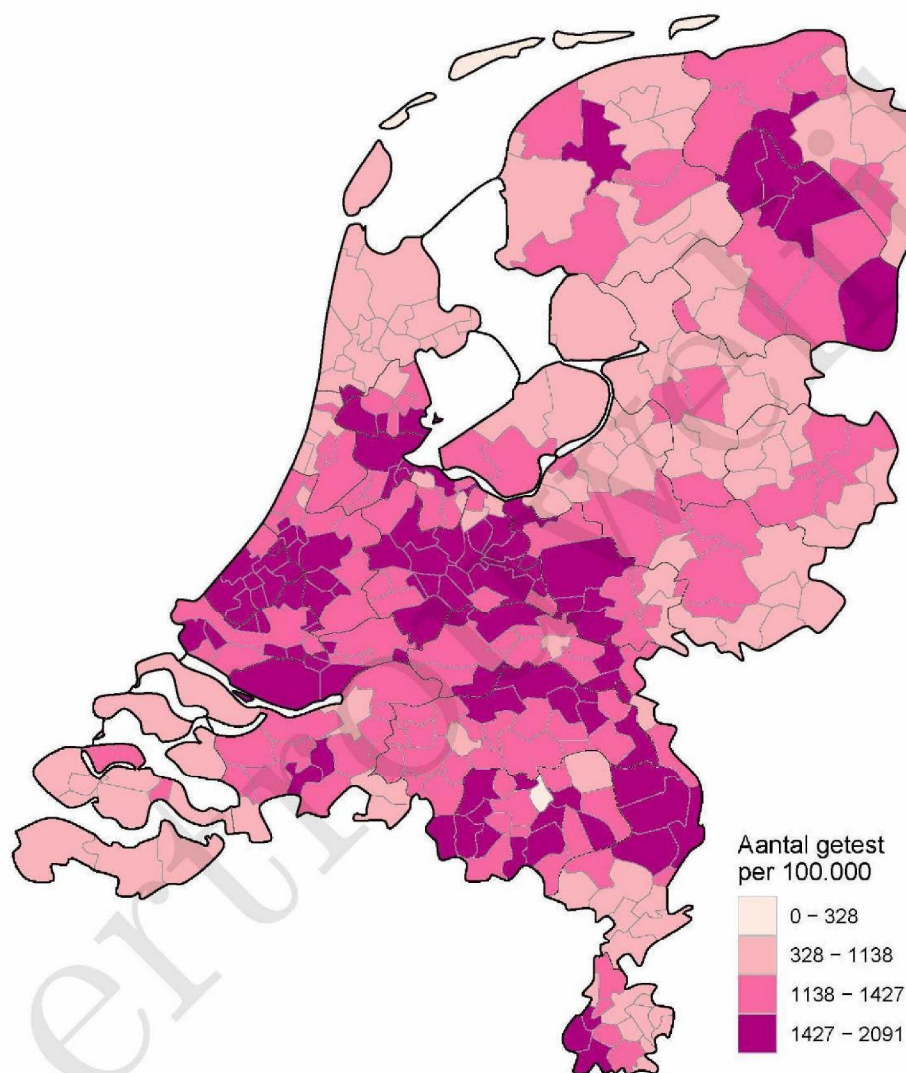 Aantal getest
per 100.000
0 – 328
328 – 1138
1138 – 1427
1427 – 2091